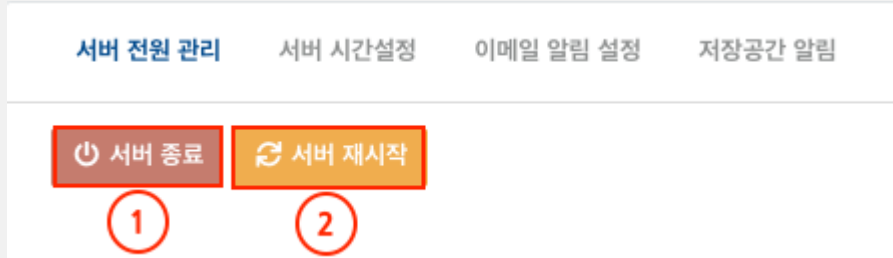 서버 전원 관리 서버 시간설정 이메일 알림 설정 저장공간 알림
서버 종료 서버 재시작
1 2